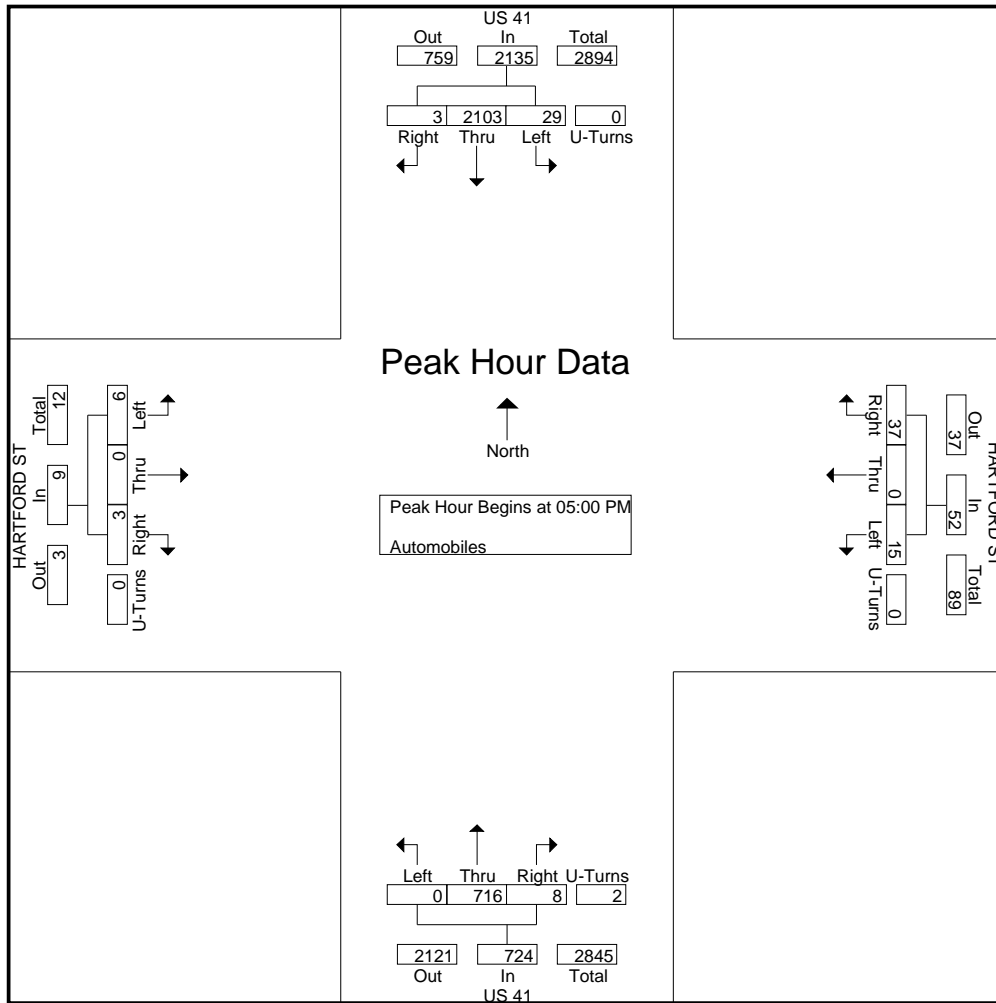 US 41
Out In Total
759 2135 2894
3 2103 29 0
Right Thru Left U-Turns
Peak Hour Data
North
Peak Hour Begins at 05:00 PM
Automobiles
HARTFORD ST
Total In Out
12 9 3
6 0 3 0
Left Thru Right U-Turns
HARTFORD ST
Out In Total
37 52 89
37 0 15 0
Right Thru Left U-Turns
Left Thru Right U-Turns
0 716 8 2
2121 724 2845
Out In Total
US 41